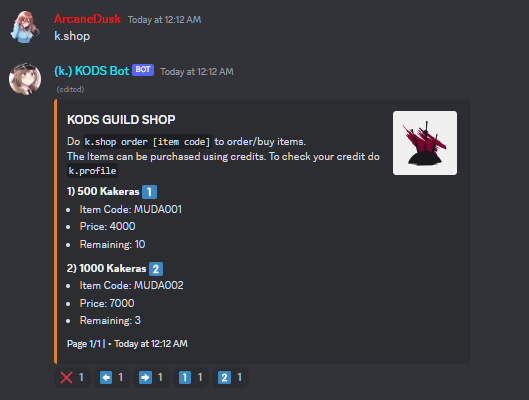 ArcaneDusk Today at 12:12 AM
k.shop
(k.) KODS Bot BOT Today at 12:12 AM
(edited)
KODS GUILD SHOP
Do k.shop order [item code] to order/buy items.
The Items can be purchased using credits. To check your credit do
k.profile
1) 500 Kakeras 1
• Item Code: MUDA001
• Price: 4000
• Remaining: 10
2) 1000 Kakeras 2
• Item Code: MUDA002
• Price: 7000
• Remaining: 3
Page 1/1 | • Today at 12:12 AM
1 1 1 1 1 2 1